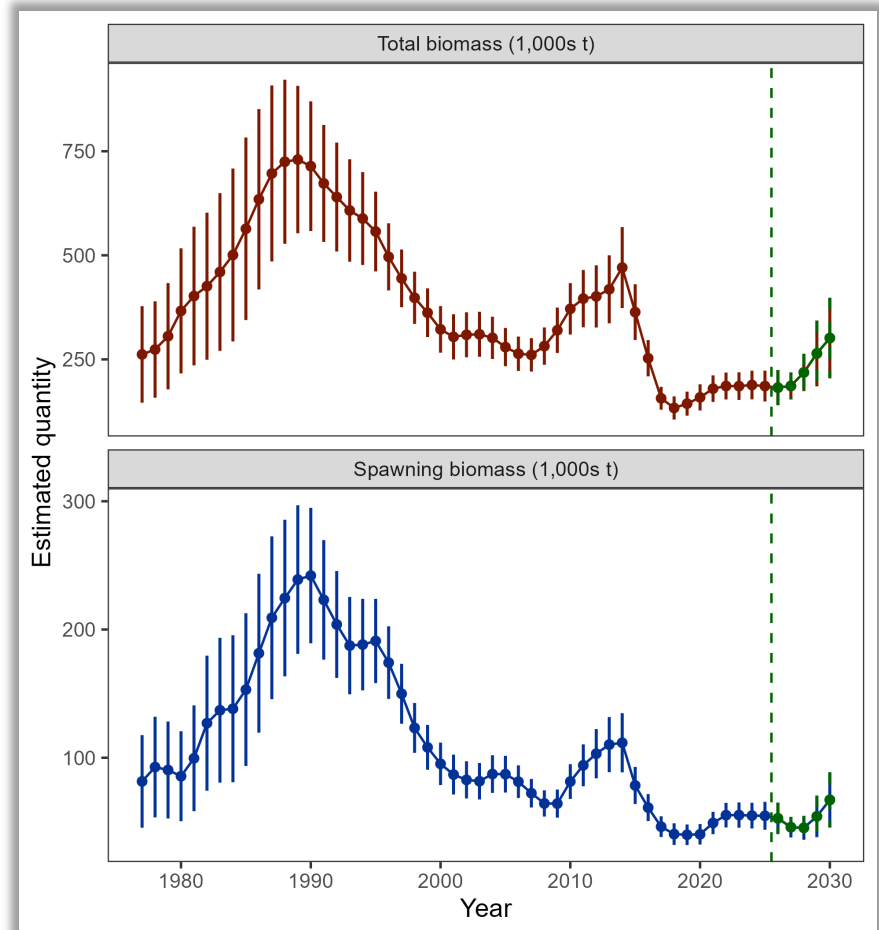 Total biomass (1,000s t)
750
500
250
Estimated quantity
Spawning biomass (1,000s t)
300
200
100
1980 1990 2000 2010 2020 2030
Year